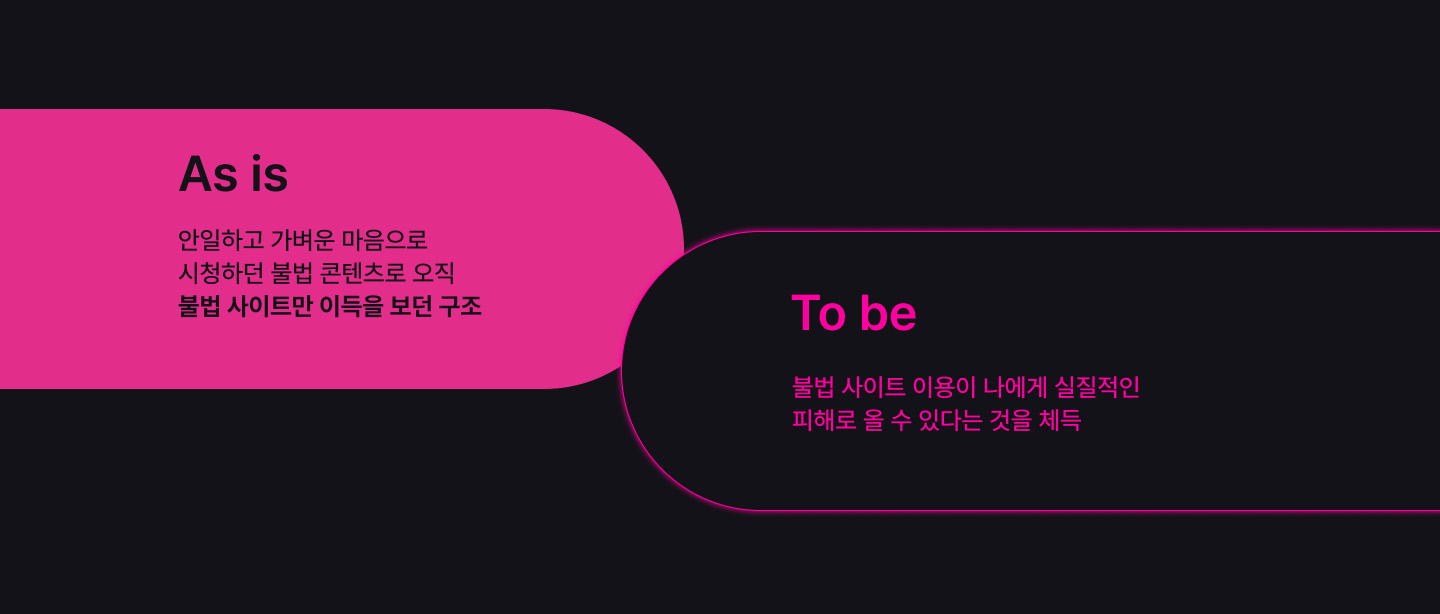 As is
안일하고 가벼운 마음으로
시청하던 불법 콘텐츠로 오직
불법 사이트만 이득을 보던 구조
To be
불법 사이트 이용이 나에게 실질적인
피해로 올 수 있다는 것을 체득